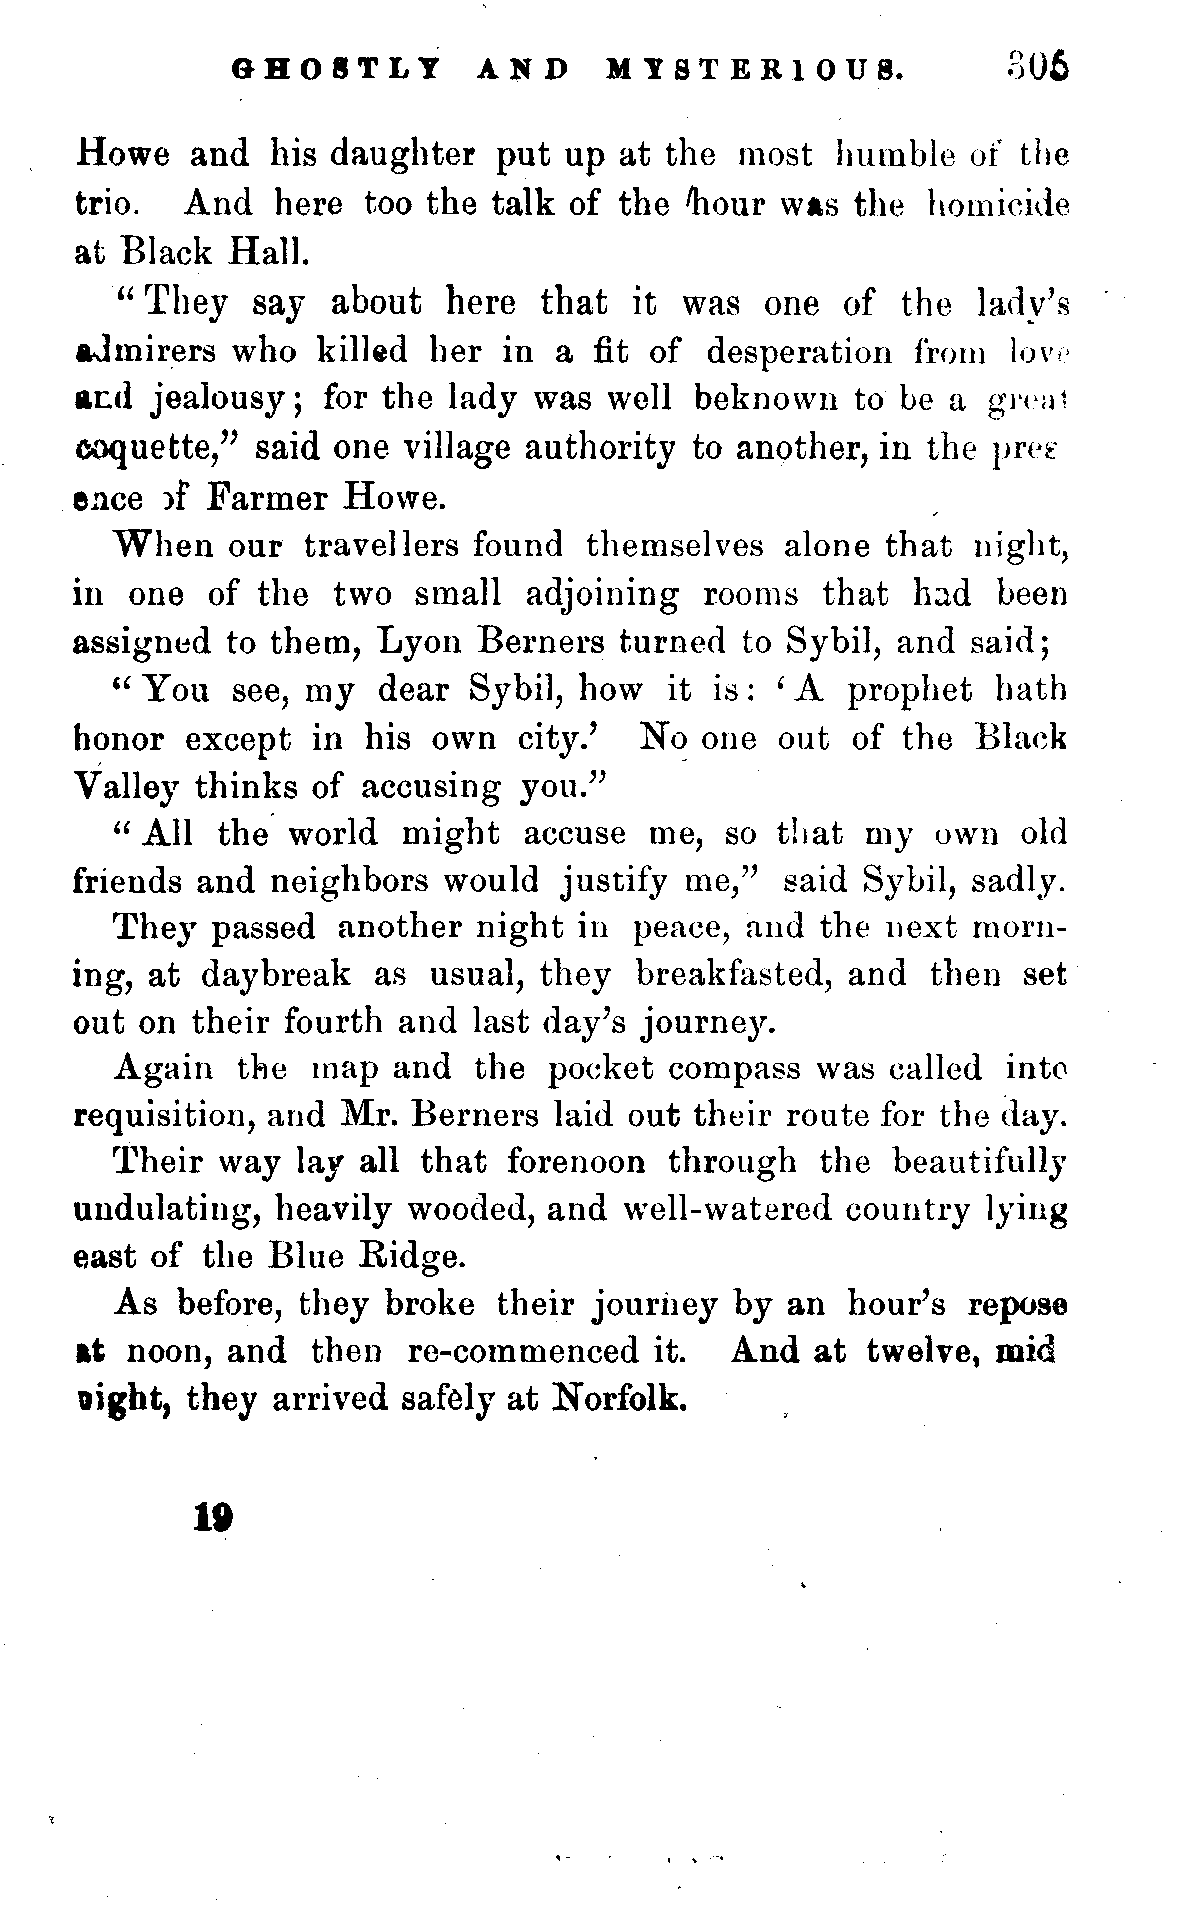 GHOSTLY AND MYSTERIOUS. 305
Howe and his daughter put up at the most humble of the
trio. And here too the talk of the hour was the homicide
at Black Hall.
“They say about here that it was one of the lady’s
admirers who killed her in a fit of desperation from love
and jealousy; for the lady was well beknown to be a great
coquette,” said one village authority to another, in the pres
ence of Farmer Howe.
When our travellers found themselves alone that night,
in one of the two small adjoining rooms that had been
assigned to them, Lyon Berners turned to Sybil, and said;
“You see, my dear Sybil, how it is: ‘A prophet hath
honor except in his own city.’ No one out of the Black
Valley thinks of accusing you.”
“All the world might accuse me, so that my own old
friends and neighbors would justify me,” said Sybil, sadly.
They passed another night in peace, and the next morn-
ing, at daybreak as usual, they breakfasted, and then set
out on their fourth and last day’s journey.
Again the map and the pocket compass was called into
requisition, and Mr. Berners laid out their route for the day.
Their way lay all that forenoon through the beautifully
undulating, heavily wooded, and well-watered country lying
east of the Blue Ridge.
As before, they broke their journey by an hour’s repose
at noon, and then re-commenced it. And at twelve, mid
night, they arrived safely at Norfolk.
19